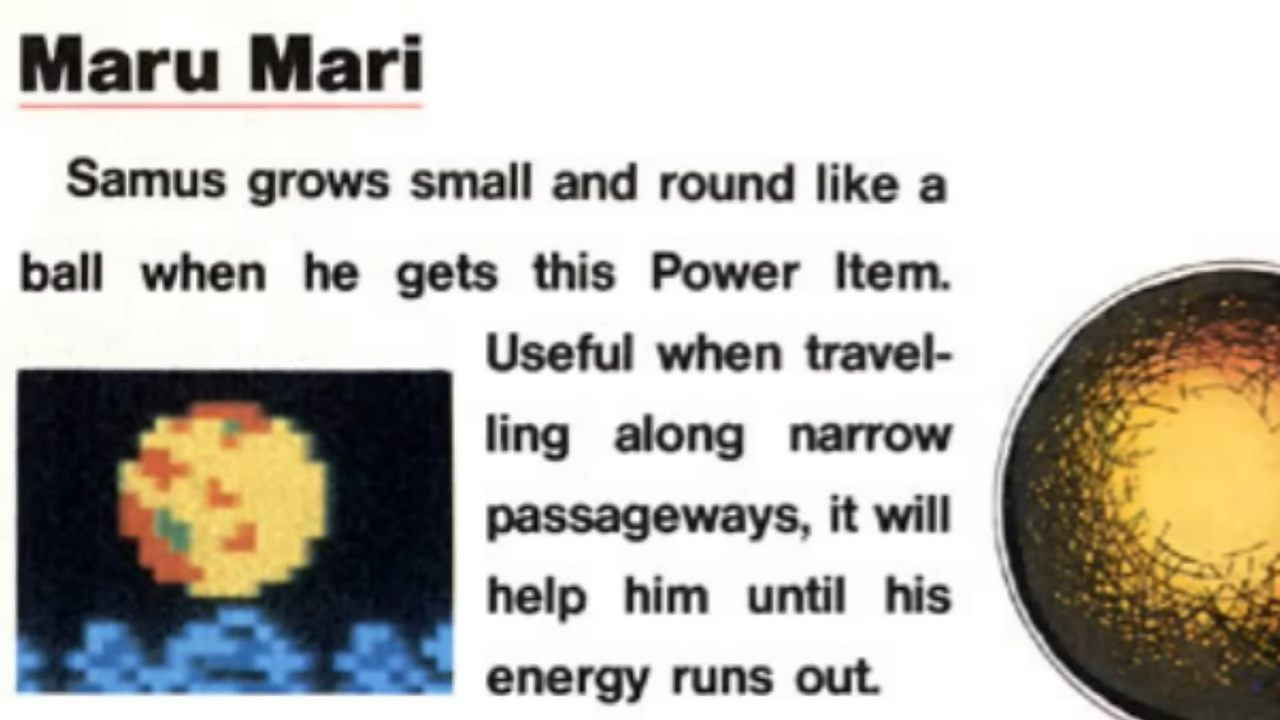 Maru Mari
Samus grows small and round like a
ball when he gets this Power Item.
Useful when travel-
ling along narrow
passageways, it will
help him until his
energy runs out.